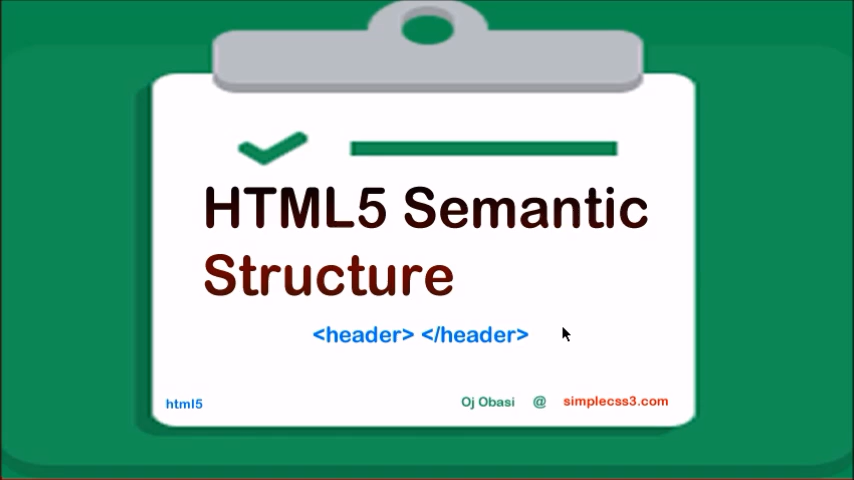 HTML5 Semantic
Structure
<header> </header>
html5
Oj Obasi @ simplecss3.com